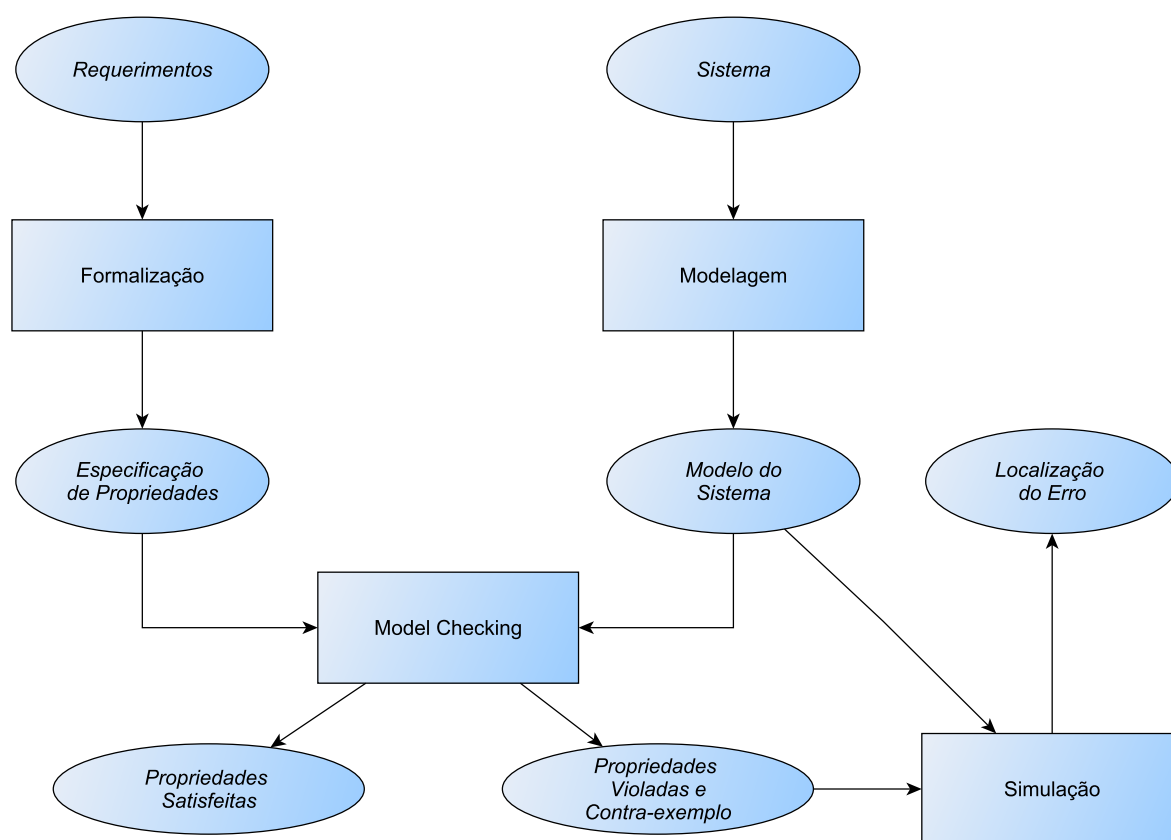 Requerimentos
Sistema
Formalização
Modelagem
Especificação
de Propriedades
Modelo do
Sistema
Localização
do Erro
Model Checking
Propriedades
Satisfeitas
Propriedades
Violadas e
Contra-exemplo
Simulação